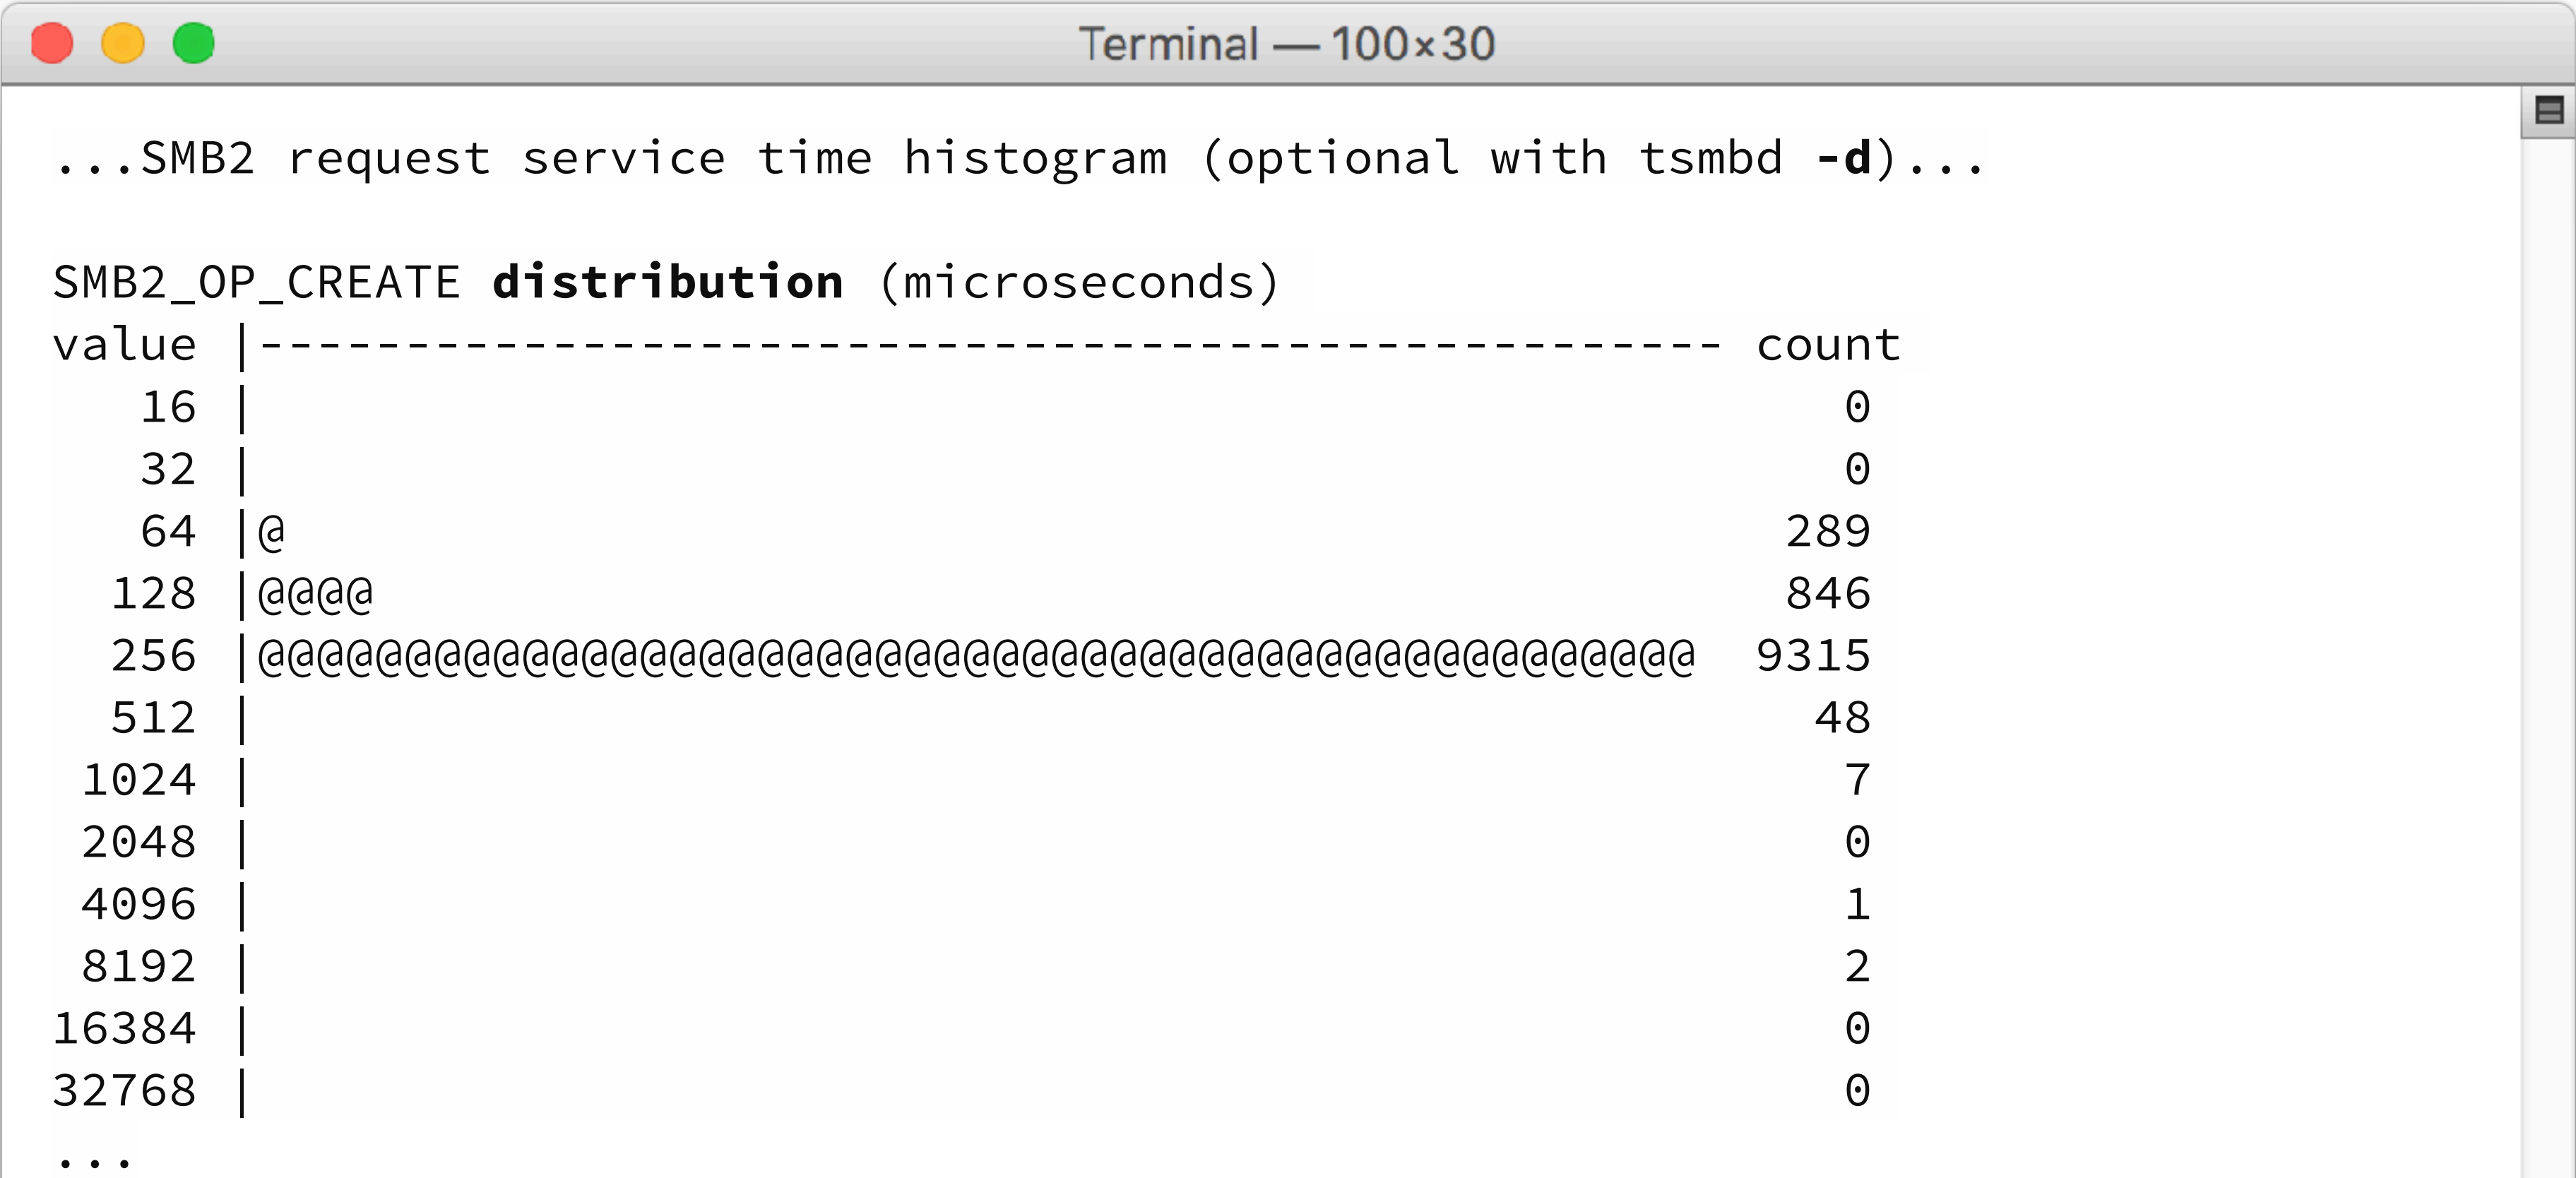 Terminal — 100×30
...SMB2 request service time histogram (optional with tsmbd -d)...
SMB2_OP_CREATE distribution (microseconds)
value |-------------------------------------------------- count
16 | 0
32 | 0
64 |@ 289
128 |@@@@ 846
256 |@@@@@@@@@@@@@@@@@@@@@@@@@@@@@@@@@@@@@@@@@@@@@@@@@ 9315
512 | 48
1024 | 7
2048 | 0
4096 | 1
8192 | 2
16384 | 0
32768 | 0
...